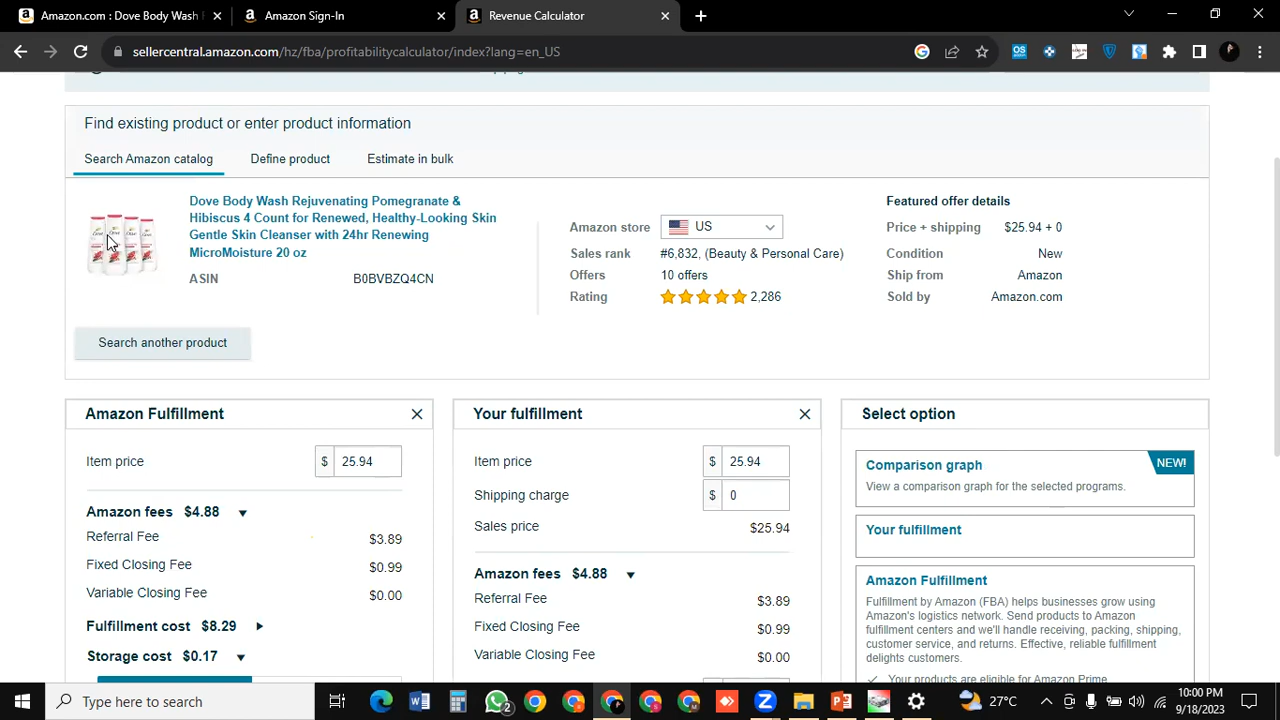 Amazon.com : Dove Body Wash
Amazon Sign-In
Revenue Calculator
sellercentral.amazon.com/hz/fba/profitabilitycalculator/index?lang=en_US
Find existing product or enter product information
Search Amazon catalog
Define product
Estimate in bulk
Dove Body Wash Rejuvenating Pomegranate &
Hibiscus 4 Count for Renewed, Healthy-Looking Skin
Gentle Skin Cleanser with 24hr Renewing
MicroMoisture 20 oz
ASIN B0BVBZQ4CN
Amazon store US
Sales rank #6,832, (Beauty & Personal Care)
Offers 10 offers
Rating 2,286
Featured offer details
Price + shipping $25.94 + 0
Condition New
Ship from Amazon
Sold by Amazon.com
Search another product
Amazon Fulfillment
Item price $ 25.94
Amazon fees $4.88
Referral Fee $3.89
Fixed Closing Fee $0.99
Variable Closing Fee $0.00
Fulfillment cost $8.29
Storage cost $0.17
Your fulfillment
Item price $ 25.94
Shipping charge $ 0
Sales price $25.94
Amazon fees $4.88
Referral Fee $3.89
Fixed Closing Fee $0.99
Variable Closing Fee $0.00
Select option
Comparison graph NEW!
View a comparison graph for the selected programs.
Your fulfillment
Amazon Fulfillment
Fulfillment by Amazon (FBA) helps businesses grow using
Amazon's logistics network. Send products to Amazon
fulfillment centers and we'll handle receiving, packing, shipping,
customer service, and returns. Effective, reliable fulfillment
delights customers.
Your products are eligible for Amazon Prime
Type here to search
27°C
10:00 PM
9/18/2023